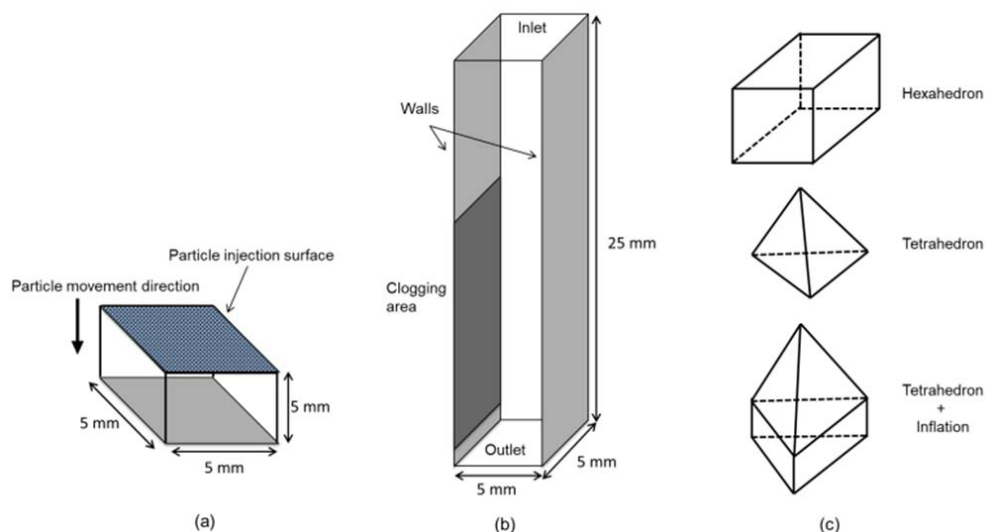 Particle injection surface
Particle movement direction
5 mm
5 mm
5 mm
(a)
Inlet
Walls
Clogging
area
25 mm
Outlet
5 mm
5 mm
(b)
Hexahedron
Tetrahedron
Tetrahedron
+
Inflation
(c)